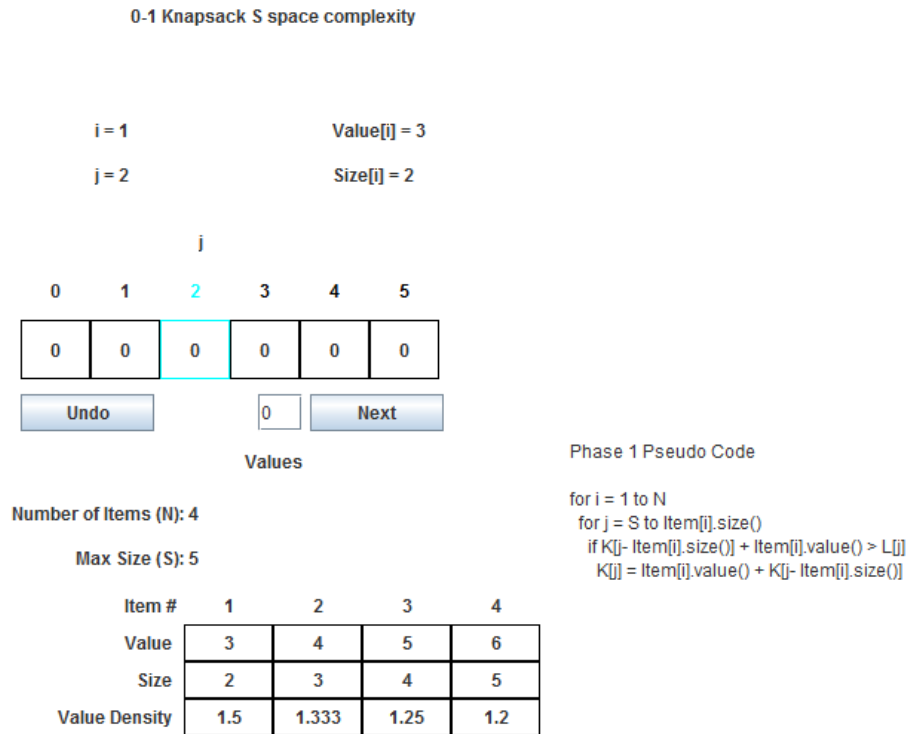 0-1 Knapsack S space complexity
i = 1 Value[i] = 3
j = 2 Size[i] = 2
j
0 1 2 3 4 5
0 0 0 0 0 0
Undo 0 Next
Values
Phase 1 Pseudo Code
for i = 1 to N
for j = S to Item[i].size()
if K[j- Item[i].size()] + Item[i].value() > L[j]
K[j] = Item[i].value() + K[j- Item[i].size()]
Number of Items (N): 4
Max Size (S): 5
Item # 1 2 3 4
Value 3 4 5 6
Size 2 3 4 5
Value Density 1.5 1.333 1.25 1.2